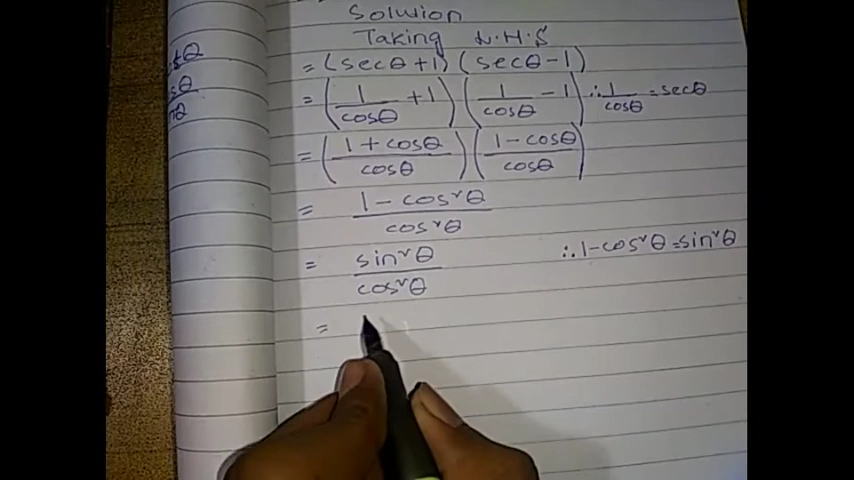 Solution
Taking L.H.S
= (secθ+1) (secθ-1)
= (1/cosθ +1) (1/cosθ -1) ∴ 1/cosθ = secθ
= (1+cosθ/cosθ) (1-cosθ/cosθ)
= 1-cos²θ/cos²θ
= sin²θ/cos²θ ∴ 1-cos²θ = sin²θ
=